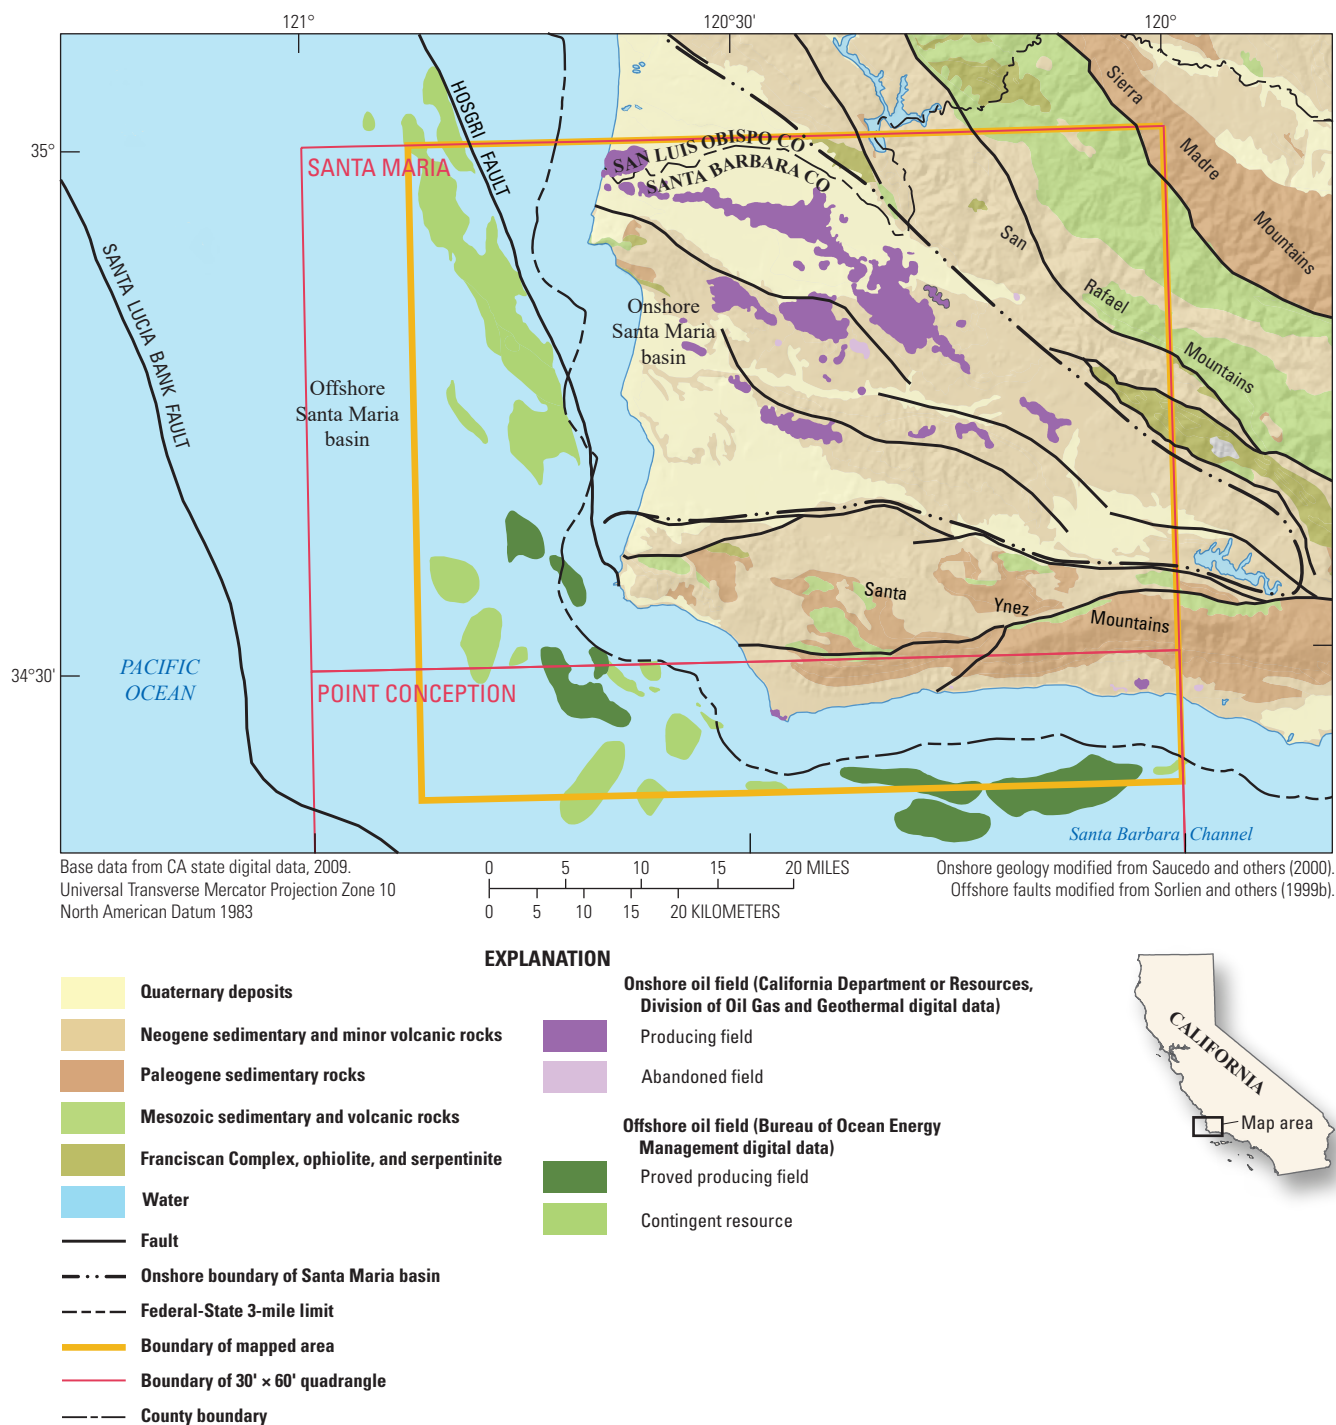 121°
120°30'
120°
35°
34°30'
HOSGRI FAULT
SANTA LUCIA BANK FAULT
SANTA MARIA
SAN LUIS OBISPO CO
SANTA BARBARA CO
Sierra
Madre
Mountains
San
Rafael
Mountains
Onshore
Santa Maria
basin
Offshore
Santa Maria
basin
Santa
Ynez
Mountains
PACIFIC
OCEAN
POINT CONCEPTION
Santa Barbara Channel
Base data from CA state digital data, 2009.
Universal Transverse Mercator Projection Zone 10
North American Datum 1983
0 5 10 15 20 MILES
0 5 10 15 20 KILOMETERS
Onshore geology modified from Saucedo and others (2000).
Offshore faults modified from Sorlien and others (1999b).
EXPLANATION
Quaternary deposits
Neogene sedimentary and minor volcanic rocks
Paleogene sedimentary rocks
Mesozoic sedimentary and volcanic rocks
Franciscan Complex, ophiolite, and serpentinite
Water
Fault
Onshore boundary of Santa Maria basin
Federal-State 3-mile limit
Boundary of mapped area
Boundary of 30' × 60' quadrangle
County boundary
Onshore oil field (California Department or Resources,
Division of Oil Gas and Geothermal digital data)
Producing field
Abandoned field
Offshore oil field (Bureau of Ocean Energy
Management digital data)
Proved producing field
Contingent resource
CALIFORNIA
Map area